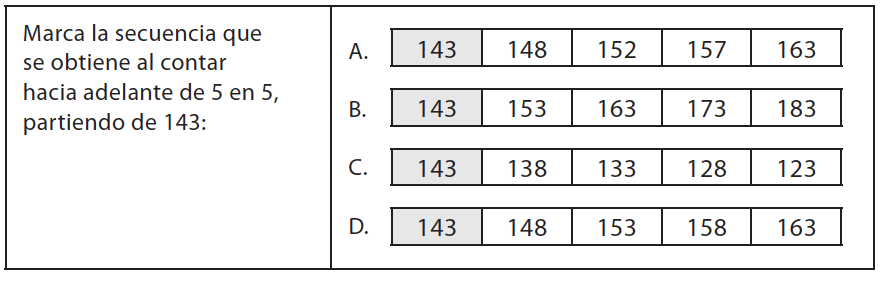 Marca la secuencia que
se obtiene al contar
hacia adelante de 5 en 5,
partiendo de 143:
A. 143 148 152 157 163
B. 143 153 163 173 183
C. 143 138 133 128 123
D. 143 148 153 158 163